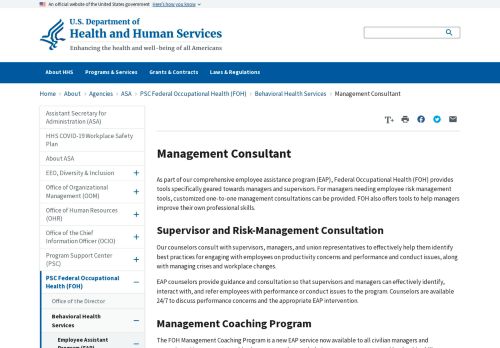 An official website of the United States government Here's how you know
U.S. Department of
Health and Human Services
Enhancing the health and well-being of all Americans
About HHS Programs & Services Grants & Contracts Laws & Regulations
Home > About > Agencies > ASA > PSC Federal Occupational Health (FOH) > Behavioral Health Services > Management Consultant
Assistant Secretary for
Administration (ASA)
HHS COVID-19 Workplace Safety
Plan
About ASA
EEO, Diversity & Inclusion +
Office of Organizational
Management (OOM) +
Office of Human Resources
(OHR) +
Office of the Chief
Information Officer (OCIO) +
Program Support Center
(PSC) +
PSC Federal Occupational
Health (FOH) –
Office of the Director
Behavioral Health
Services –
Employee Assistant
Program (EAP)
T+
Management Consultant
As part of our comprehensive employee assistance program (EAP), Federal Occupational Health (FOH) provides
tools specifically geared towards managers and supervisors. For managers needing employee risk management
tools, customized one-to-one management consultations can be provided. FOH also offers tools to help managers
improve their own professional skills.
Supervisor and Risk-Management Consultation
Our counselors consult with supervisors, managers, and union representatives to effectively help them identify
best practices for engaging with employees on productivity concerns and performance and conduct issues, along
with managing crises and workplace changes.
EAP counselors provide guidance and consultation so that supervisors and managers can effectively identify,
interact with, and refer employees with performance or conduct issues to the program. Counselors are available
24/7 to discuss performance concerns and the appropriate EAP intervention.
Management Coaching Program
The FOH Management Coaching Program is a new EAP service now available to all civilian managers and